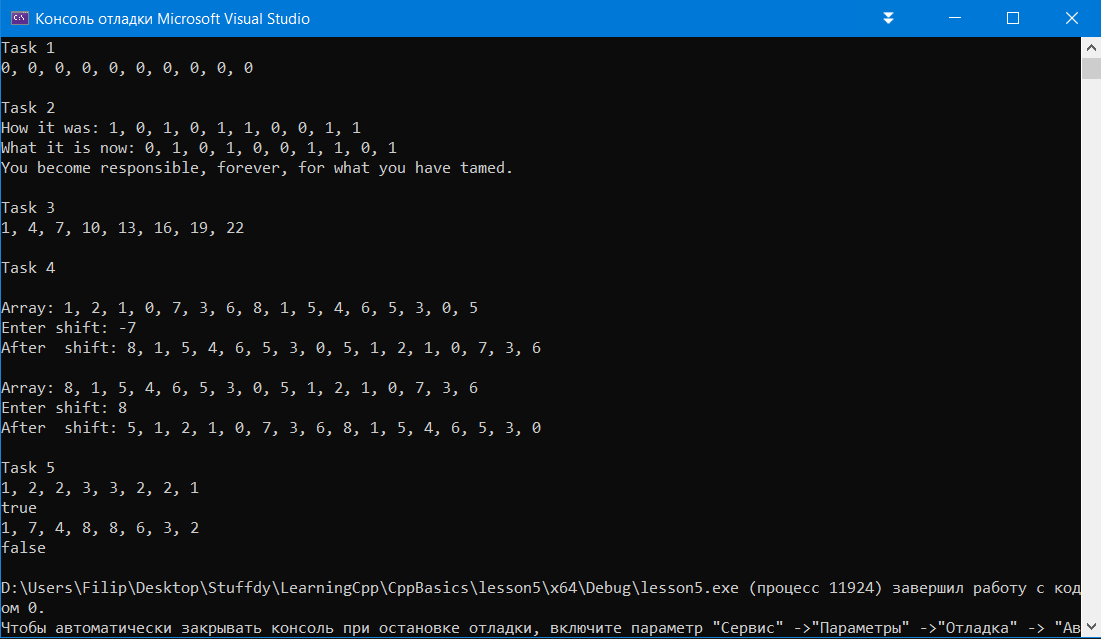 Консоль отладки Microsoft Visual Studio
Task 1
0, 0, 0, 0, 0, 0, 0, 0, 0, 0

Task 2
How it was: 1, 0, 1, 0, 1, 1, 0, 0, 1, 1
What it is now: 0, 1, 0, 1, 0, 0, 1, 1, 0, 1
You become responsible, forever, for what you have tamed.

Task 3
1, 4, 7, 10, 13, 16, 19, 22

Task 4

Array: 1, 2, 1, 0, 7, 3, 6, 8, 1, 5, 4, 6, 5, 3, 0, 5
Enter shift: -7
After  shift: 8, 1, 5, 4, 6, 5, 3, 0, 5, 1, 2, 1, 0, 7, 3, 6

Array: 8, 1, 5, 4, 6, 5, 3, 0, 5, 1, 2, 1, 0, 7, 3, 6
Enter shift: 8
After  shift: 5, 1, 2, 1, 0, 7, 3, 6, 8, 1, 5, 4, 6, 5, 3, 0

Task 5
1, 2, 2, 3, 3, 2, 2, 1
true
1, 7, 4, 8, 8, 6, 3, 2
false

D:\Users\Filip\Desktop\Stuffdy\LearningCpp\CppBasics\lesson5\x64\Debug\lesson5.exe (процесс 11924) завершил работу с код
ом 0.
Чтобы автоматически закрывать консоль при остановке отладки, включите параметр "Сервис" ->"Параметры" ->"Отладка" -> "Ав